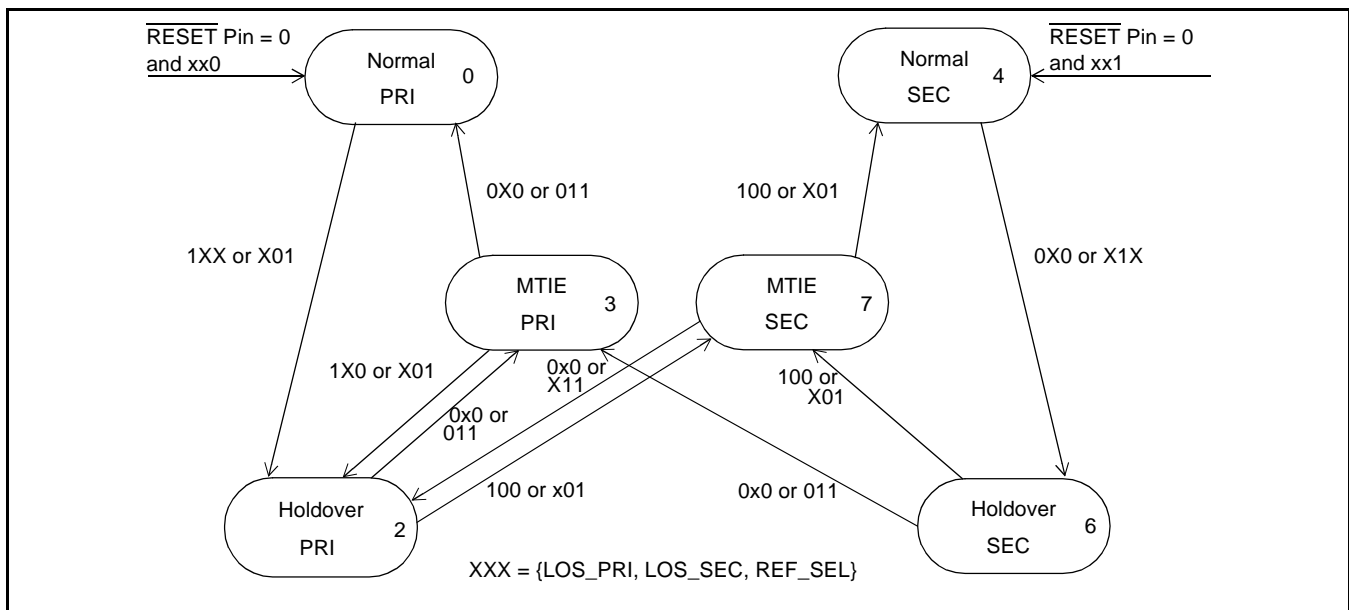 RESET Pin = 0
and xx0
Normal
PRI
0
Normal
SEC
4
RESET Pin = 0
and xx1
0X0 or 011
100 or X01
1XX or X01
0X0 or X1X
MTIE
PRI
3
MTIE
SEC
7
1X0 or X01
0x0 or
011
0x0 or
X11
100 or
X01
100 or x01
0x0 or 011
Holdover
PRI
2
Holdover
SEC
6
XXX = {LOS_PRI, LOS_SEC, REF_SEL}